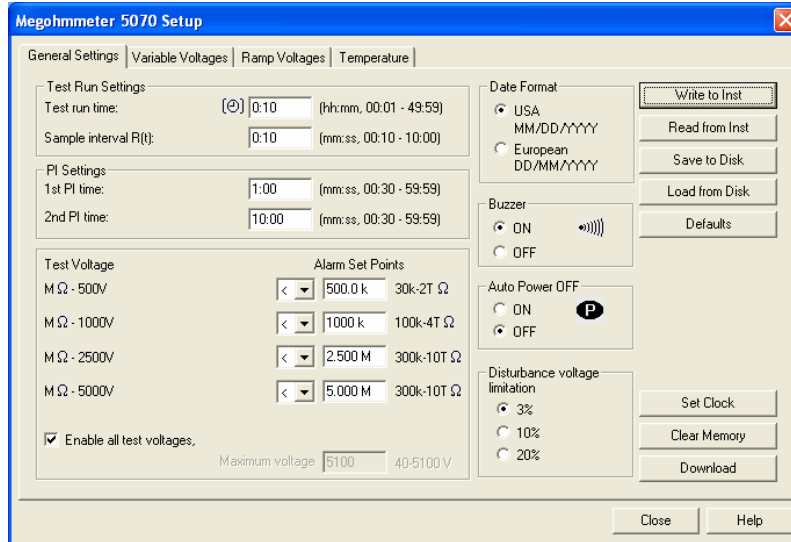 Megohmmeter 5070 Setup
General Settings
Variable Voltages
Ramp Voltages
Temperature
Test Run Settings
Test run time: 0:10 (hh:mm, 00:01 - 49:59)
Sample interval R(t): 0:10 (mm:ss, 00:10 - 10:00)
PI Settings
1st PI time: 1:00 (mm:ss, 00:30 - 59:59)
2nd PI time: 10:00 (mm:ss, 00:30 - 59:59)
Test Voltage Alarm Set Points
M Ω - 500V < 500.0 k 30k-2T Ω
M Ω - 1000V < 1000 k 100k-4T Ω
M Ω - 2500V < 2.500 M 300k-10T Ω
M Ω - 5000V < 5.000 M 300k-10T Ω
Enable all test voltages,
Maximum voltage 5100 40-5100 V
Date Format
USA
MM/DD/YYYY
European
DD/MM/YYYY
Buzzer
ON
OFF
Auto Power OFF
ON
P
OFF
Disturbance voltage
limitation
3%
10%
20%
Write to Inst
Read from Inst
Save to Disk
Load from Disk
Defaults
Set Clock
Clear Memory
Download
Close
Help